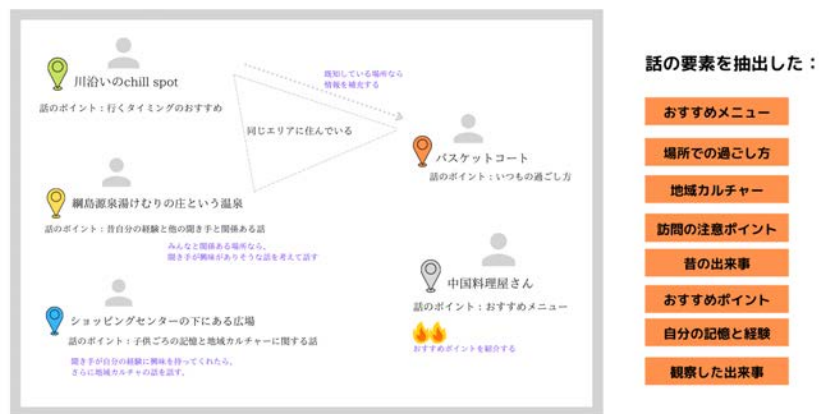 川沿いのchill spot
話のポイント：行くタイミングのおすすめ
既知している場所なら
情報を補充する
同じエリアに住んでいる
バスケットコート
話のポイント：いつもの過ごし方
綱島源泉湯けむりの庄という温泉
話のポイント：昔自分の経験と他の聞き手と関係ある話
みんなと関係ある場所なら、
聞き手が興味がありそうな話を考えて話す
中国料理屋さん
話のポイント：おすすめメニュー
おすすめポイントを紹介する
ショッピングセンターの下にある広場
話のポイント：子供ごろの記憶と地域カルチャーに関する話
聞き手が自分の経験に興味を持ってくれたら、
さらに地域カルチャの話を話す。
話の要素を抽出した：
おすすめメニュー
場所での過ごし方
地域カルチャー
訪問の注意ポイント
昔の出来事
おすすめポイント
自分の記憶と経験
観察した出来事